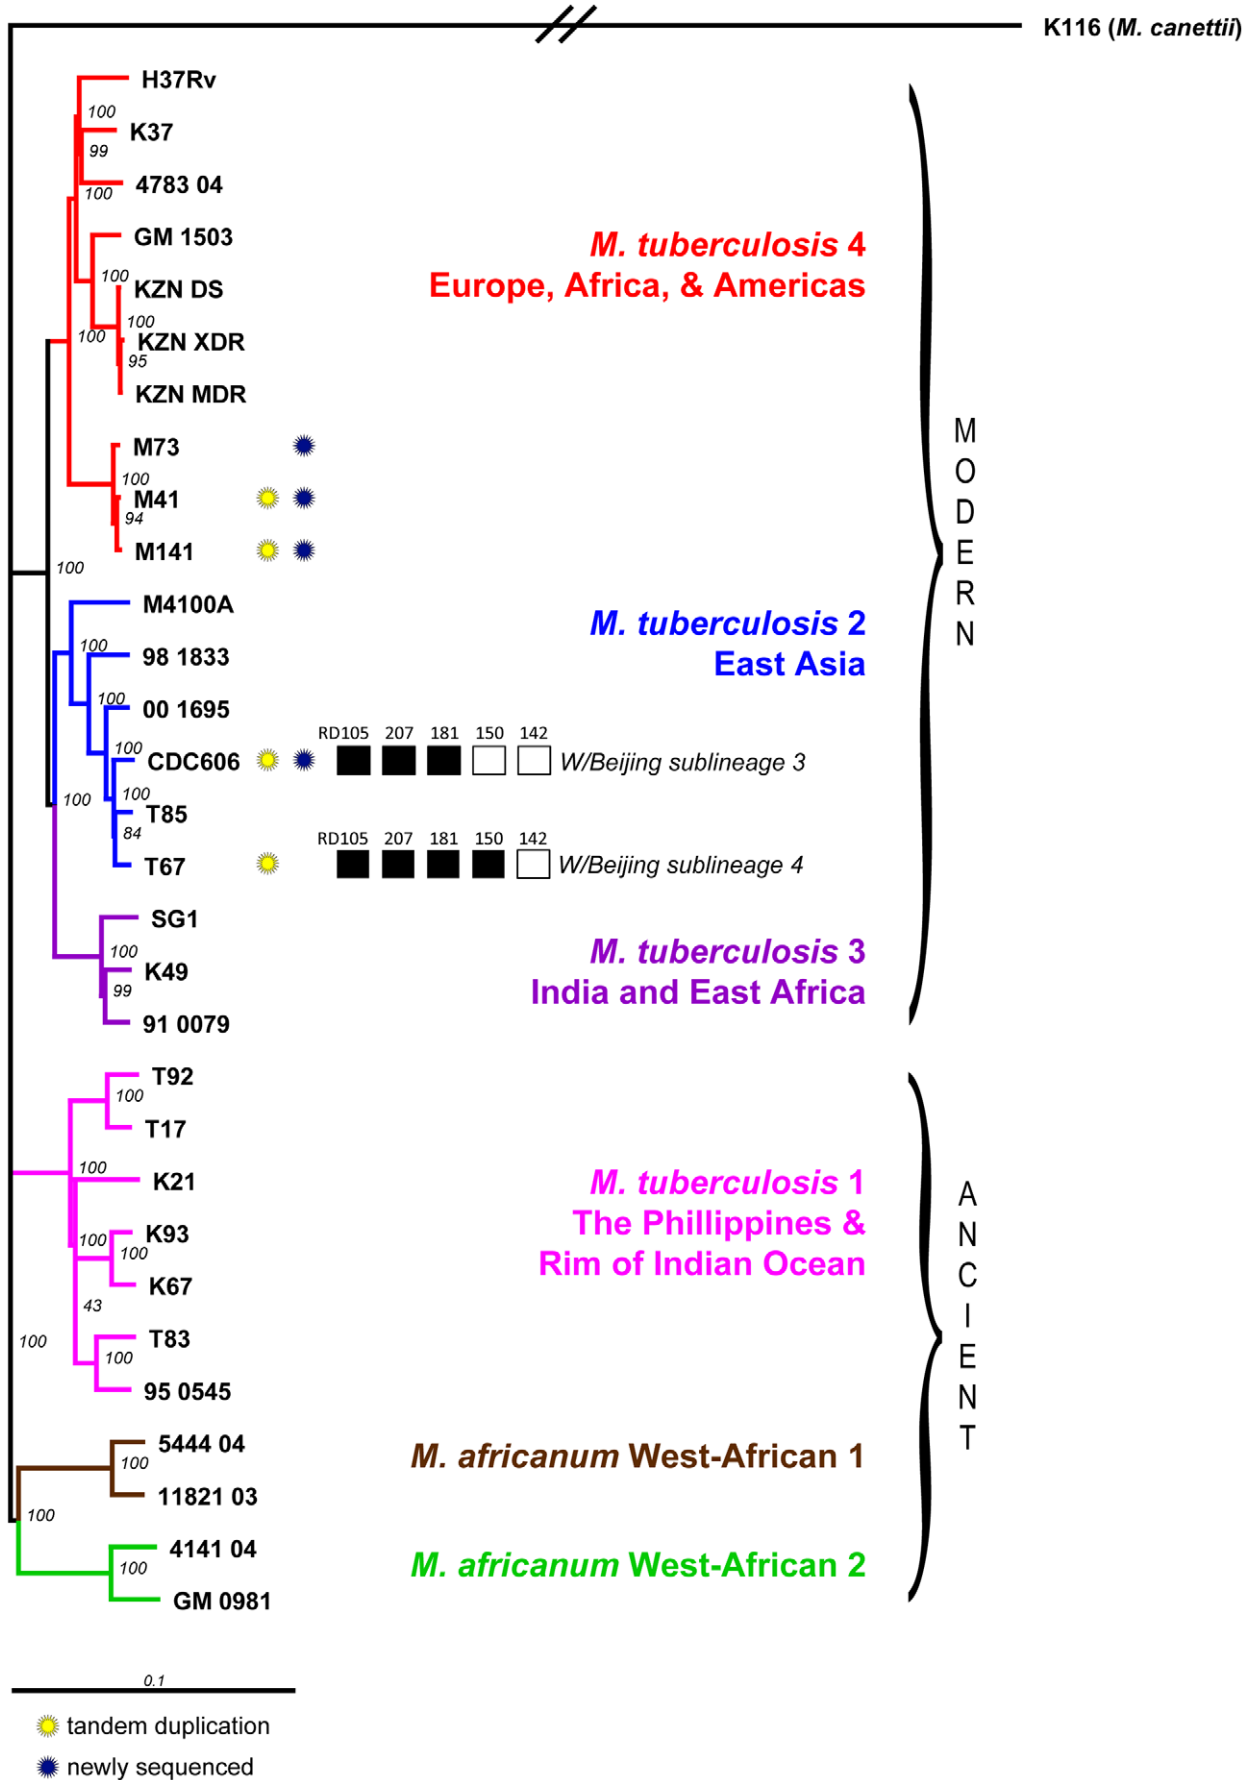 K116 (M. canettii)
H37Rv
100
K37
99
4783 04
100
GM 1503
100
KZN DS
100
KZN XDR
100
95
KZN MDR
M. tuberculosis 4
Europe, Africa, & Americas
M73
100
M41
94
M141
100
M4100A
100
98 1833
100
00 1695
100
CDC606
RD105 207 181 150 142
W/Beijing sublineage 3
100
100
T85
84
T67
RD105 207 181 150 142
W/Beijing sublineage 4
M. tuberculosis 2
East Asia
SG1
100
K49
99
91 0079
M. tuberculosis 3
India and East Africa
MODERN
T92
100
T17
100
K21
K93
100
100
K67
43
T83
100
100
95 0545
M. tuberculosis 1
The Phillippines &
Rim of Indian Ocean
5444 04
100
11821 03
M. africanum West-African 1
100
4141 04
100
GM 0981
M. africanum West-African 2
ANCIENT
0.1
tandem duplication
newly sequenced